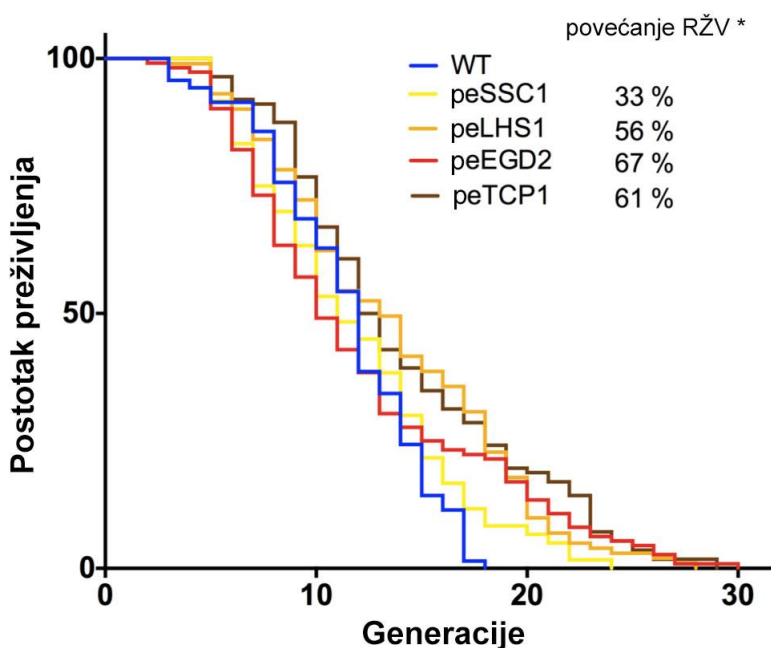 povećanje RŽV *
100
WT
peSSC1 33 %
peLHS1 56 %
peEGD2 67 %
peTCP1 61 %
Postotak preživljenja
50
0
0 10 20 30
Generacije